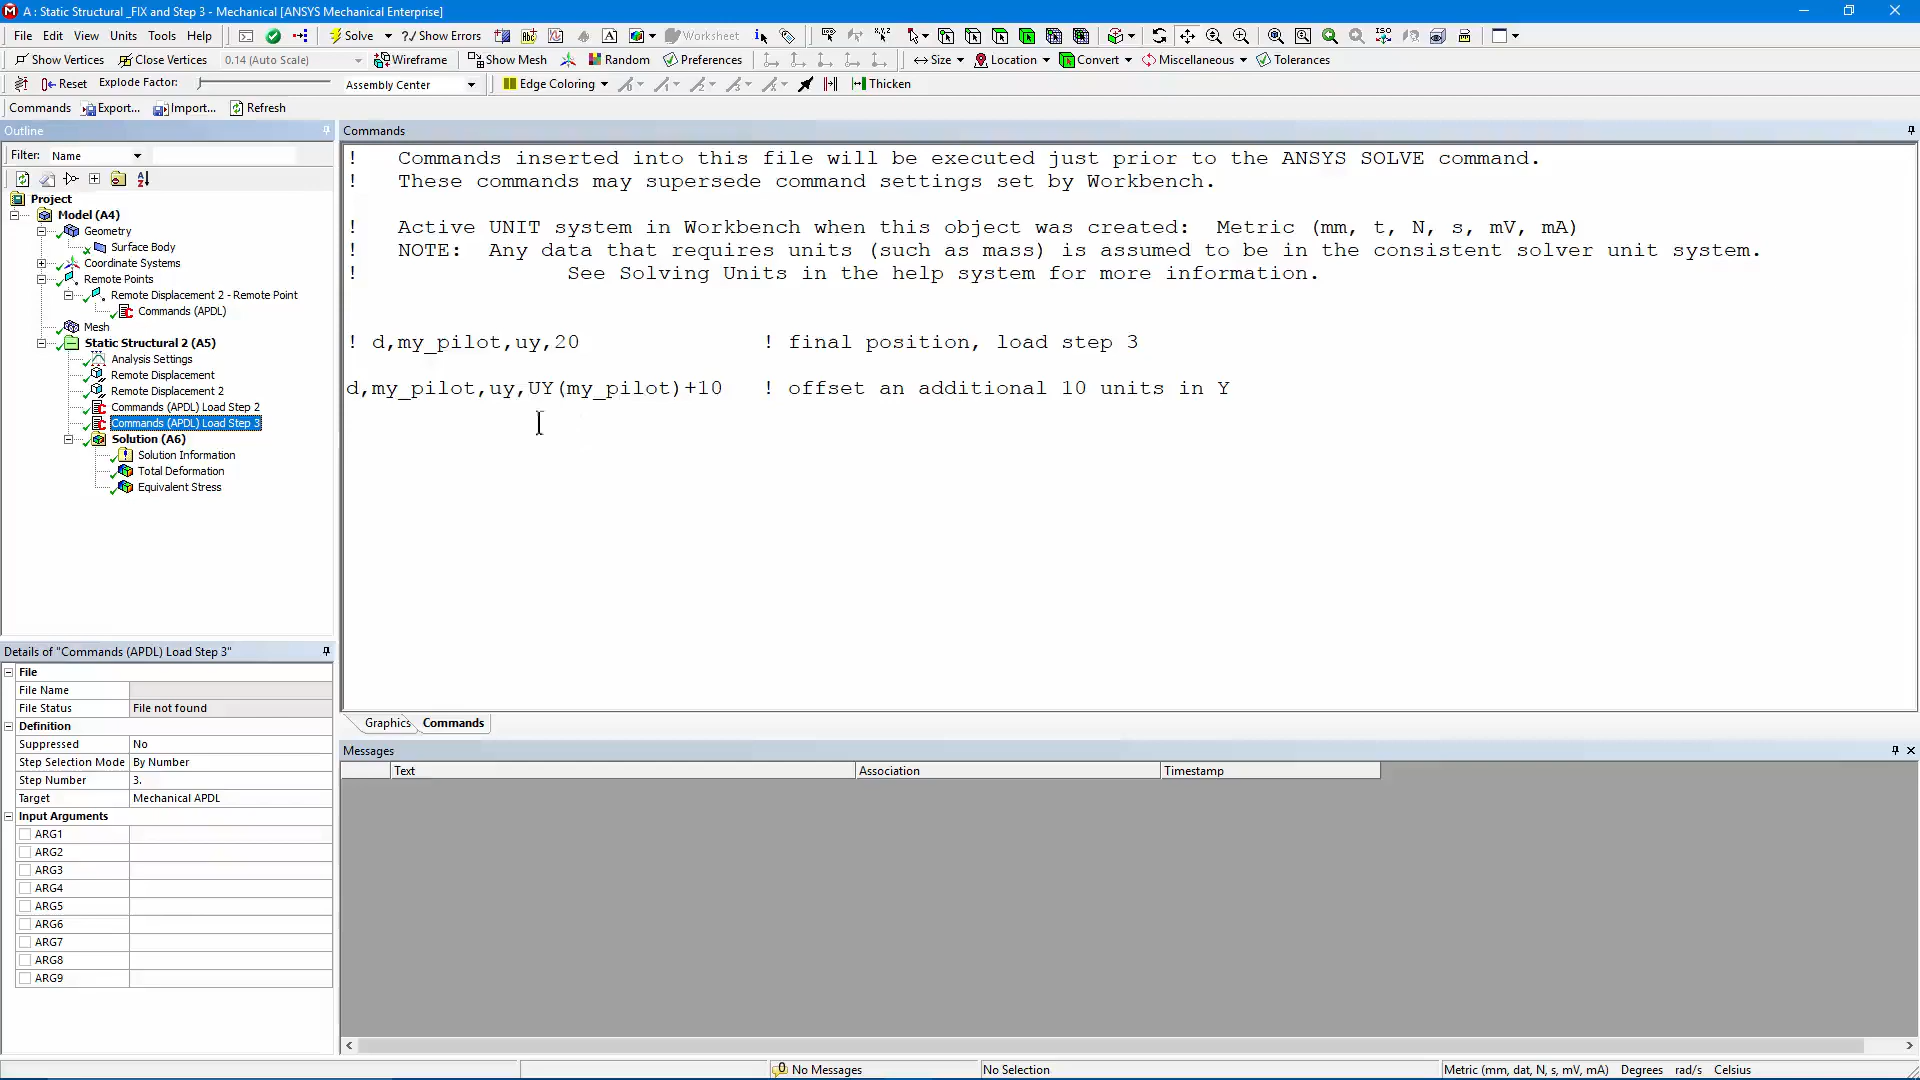 A : Static Structural _FIX and Step 3 - Mechanical [ANSYS Mechanical Enterprise]
File Edit View Units Tools Help Solve ?/ Show Errors Worksheet
Show Vertices Close Vertices 0.14 (Auto Scale) Wireframe Show Mesh Random Preferences Size Location Convert Miscellaneous Tolerances
Reset Explode Factor: Assembly Center Edge Coloring Thicken
Commands Export... Import... Refresh
Outline
Filter: Name
Project
Model (A4)
Geometry
Surface Body
Coordinate Systems
Remote Points
Remote Displacement 2 - Remote Point
Commands (APDL)
Mesh
Static Structural 2 (A5)
Analysis Settings
Remote Displacement
Remote Displacement 2
Commands (APDL) Load Step 2
Commands (APDL) Load Step 3
Solution (A6)
Solution Information
Total Deformation
Equivalent Stress
Details of "Commands (APDL) Load Step 3"
File
File Name
File Status File not found
Definition
Suppressed No
Step Selection Mode By Number
Step Number 3.
Target Mechanical APDL
Input Arguments
ARG1
ARG2
ARG3
ARG4
ARG5
ARG6
ARG7
ARG8
ARG9
Commands
! Commands inserted into this file will be executed just prior to the ANSYS SOLVE command.
! These commands may supersede command settings set by Workbench.
! Active UNIT system in Workbench when this object was created: Metric (mm, t, N, s, mV, mA)
! NOTE: Any data that requires units (such as mass) is assumed to be in the consistent solver unit system.
! See Solving Units in the help system for more information.
! d,my_pilot,uy,20 ! final position, load step 3
d,my_pilot,uy,UY(my_pilot)+10 ! offset an additional 10 units in Y
Graphics Commands
Messages
Text Association Timestamp
0 No Messages No Selection Metric (mm, dat, N, s, mV, mA) Degrees rad/s Celsius